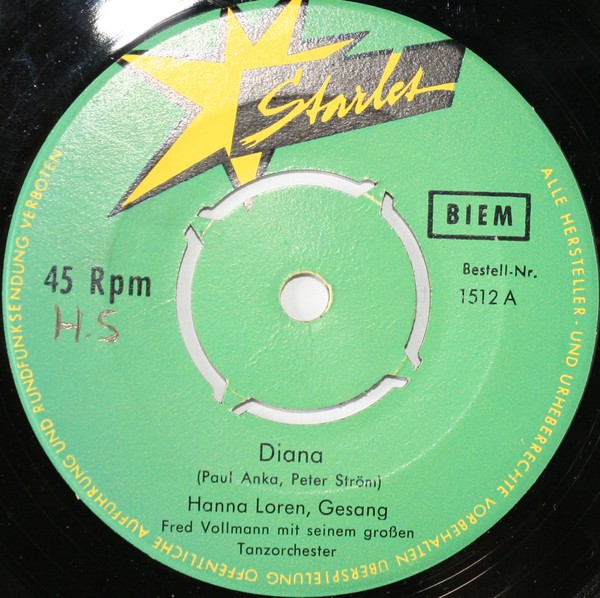 Starlet
BIEM
45 Rpm
H.S
Bestell-Nr.
1512 A
Diana
(Paul Anka, Peter Ström)
Hanna Loren, Gesang
Fred Vollmann mit seinem großen
Tanzorchester
ALLE HERSTELLER- UND URHEBERRECHTE VORBEHALTEN ÜBERSPIELUNG ÖFFENTLICHE AUFFÜHRUNG UND RUNDFUNKSENDUNG VERBOTEN